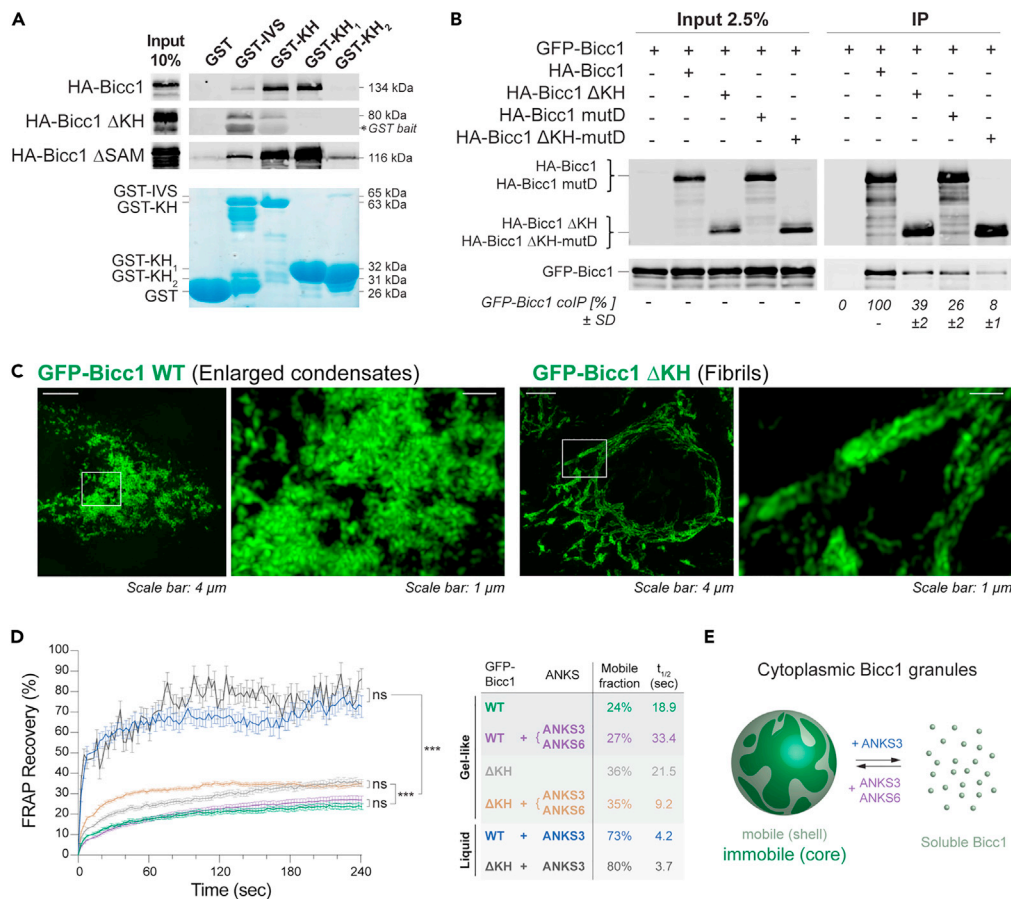 A
Input
10%
GST
GST-IVS
GST-KH
GST-KH1
GST-KH2
HA-Bicc1
134 kDa
HA-Bicc1 ΔKH
80 kDa
*GST bait
HA-Bicc1 ΔSAM
116 kDa
GST-IVS
GST-KH
65 kDa
63 kDa
GST-KH1
GST-KH2
GST
32 kDa
31 kDa
26 kDa
B
Input 2.5%
IP
GFP-Bicc1 + + + + + + + + + +
HA-Bicc1 - + - - - - + - - -
HA-Bicc1 ΔKH - - + - - - - + - -
HA-Bicc1 mutD - - - + - - - - + -
HA-Bicc1 ΔKH-mutD - - - - + - - - - +
HA-Bicc1
HA-Bicc1 mutD
HA-Bicc1 ΔKH
HA-Bicc1 ΔKH-mutD
GFP-Bicc1
GFP-Bicc1 coIP [%] - - - - - 0 100 39 26 8
± SD - ±2 ±2 ±1
C
GFP-Bicc1 WT (Enlarged condensates)
GFP-Bicc1 ΔKH (Fibrils)
Scale bar: 4 µm
Scale bar: 1 µm
Scale bar: 4 µm
Scale bar: 1 µm
D
FRAP Recovery (%)
100
90
80
70
60
50
40
30
20
10
0
0 60 120 180 240
Time (sec)
ns
***
ns
***
ns
GFP-
Bicc1
ANKS
Mobile
fraction
t1/2
(sec)
Gel-like
WT 24% 18.9
WT + { ANKS3 ANKS6 27% 33.4
ΔKH 36% 21.5
ΔKH + { ANKS3 ANKS6 35% 9.2
Liquid
WT + ANKS3 73% 4.2
ΔKH + ANKS3 80% 3.7
E
Cytoplasmic Bicc1 granules
+ ANKS3
+ ANKS3
ANKS6
mobile (shell)
immobile (core)
Soluble Bicc1